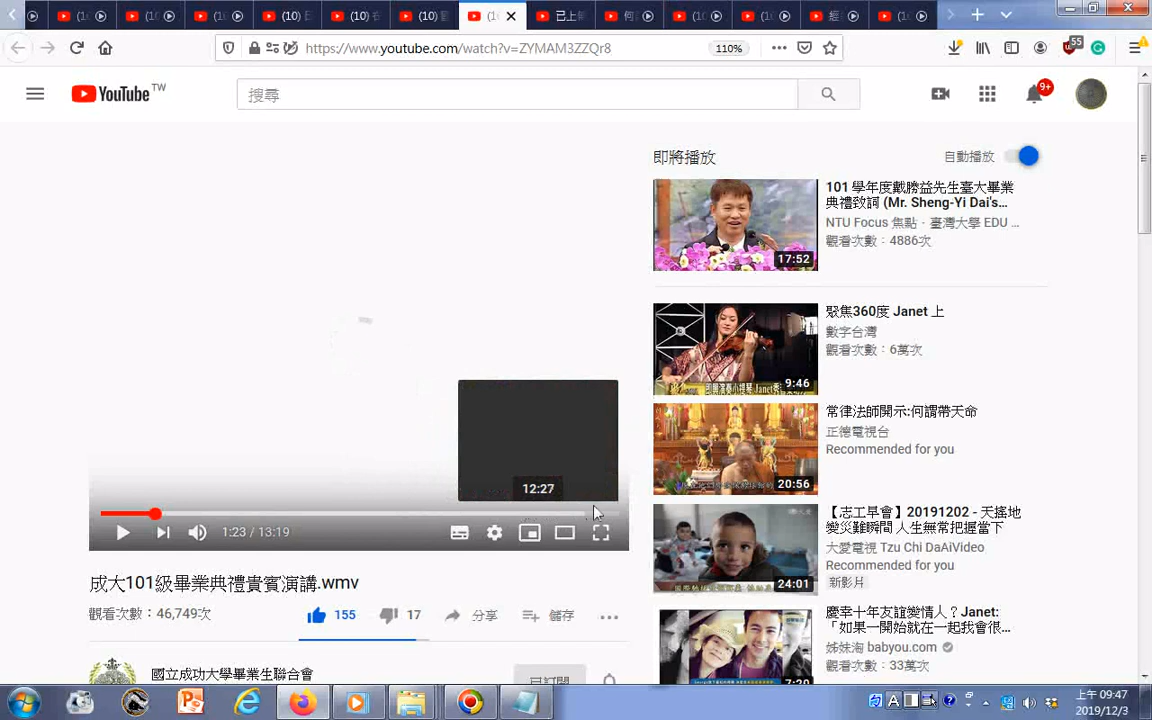 (10)
(10)
(10)
已上
何
經
https://www.youtube.com/watch?v=ZYMAM3ZZQr8
110%
55
YouTube TW
搜尋
9+
即將播放
自動播放
17:52
101 學年度戴勝益先生臺大畢業
典禮致詞 (Mr. Sheng-Yi Dai's…
NTU Focus 焦點‧臺灣大學 EDU …
觀看次數：4886次
9:46
聚焦360度 Janet 上
數字台灣
觀看次數：6萬次
20:56
常律法師開示:何謂帶天命
正德電視台
Recommended for you
24:01
【志工早會】20191202 - 天搖地
變災難瞬間 人生無常把握當下
大愛電視 Tzu Chi DaAiVideo
Recommended for you
新影片
慶幸十年友誼變情人？Janet:
「如果一開始就在一起我會很…
姊妹淘 babyou.com
觀看次數：33萬次
12:27
1:23 / 13:19
成大101級畢業典禮貴賓演講.wmv
觀看次數：46,749次
155
17
分享
儲存
國立成功大學畢業生聯合會
已訂閱
上午 09:47
2019/12/3